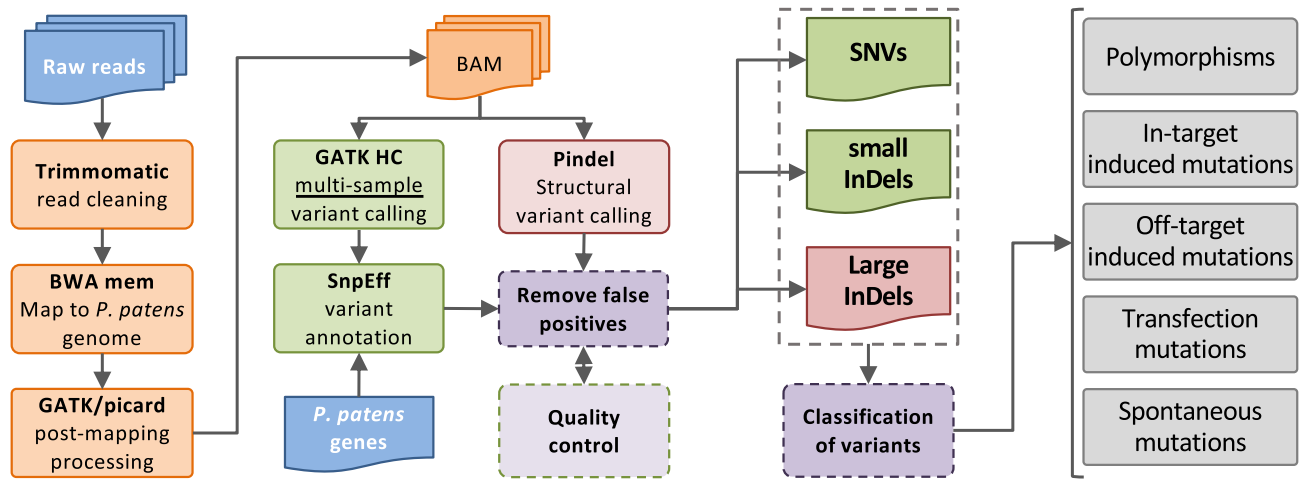 Raw reads
Trimmomatic
read cleaning
BWA mem
Map to P. patens
genome
GATK/picard
post-mapping
processing
BAM
GATK HC
multi-sample
variant calling
Pindel
Structural
variant calling
SnpEff
variant
annotation
P. patens
genes
Remove false
positives
Quality
control
SNVs
small
InDels
Large
InDels
Classification
of variants
Polymorphisms
In-target
induced mutations
Off-target
induced mutations
Transfection
mutations
Spontaneous
mutations